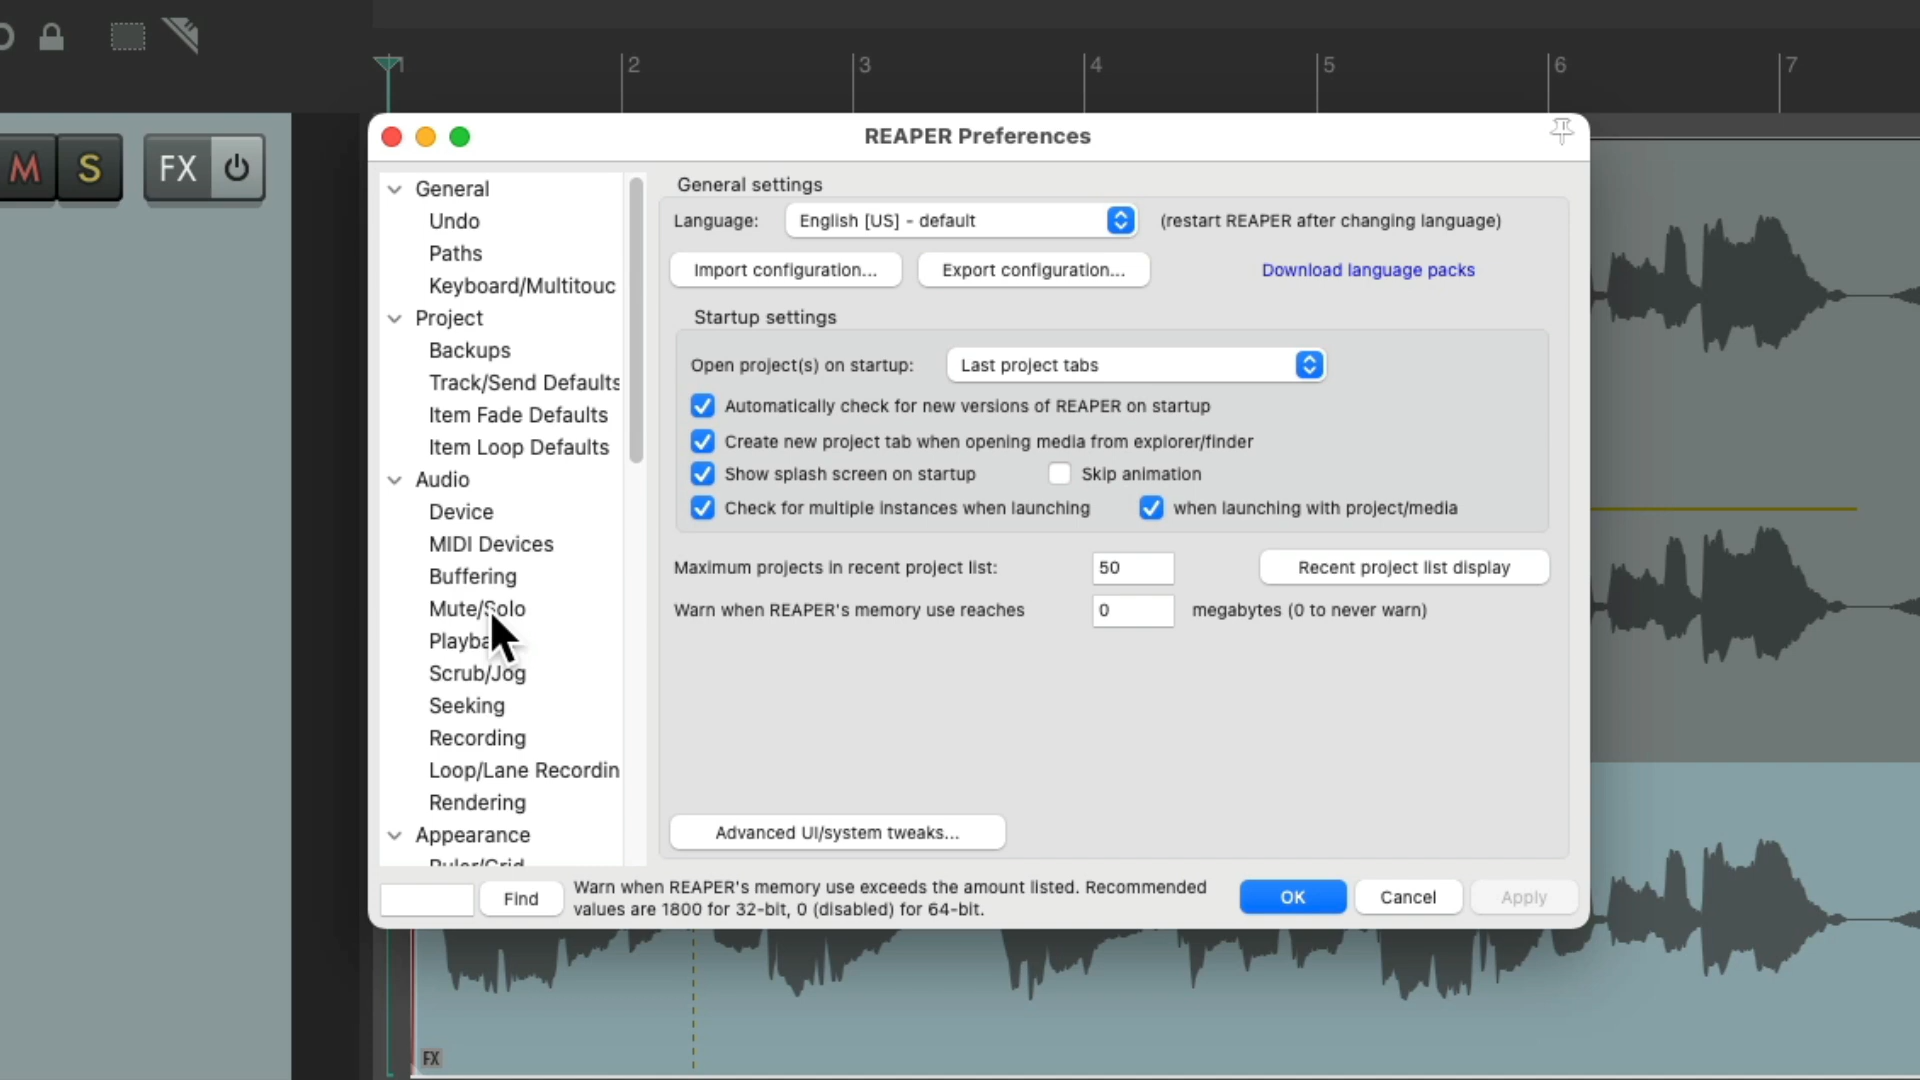 1
2
3
4
5
6
7
M
S
FX
REAPER Preferences
General
Undo
Paths
Keyboard/Multitouc
Project
Backups
Track/Send Defaults
Item Fade Defaults
Item Loop Defaults
Audio
Device
MIDI Devices
Buffering
Mute/Solo
Scrub/Jog
Seeking
Recording
Loop/Lane Recordin
Rendering
Appearance
Ruler/Grid
Find
General settings
Language:
English [US] - default
(restart REAPER after changing language)
Import configuration...
Export configuration...
Download language packs
Startup settings
Open project(s) on startup:
Last project tabs
Automatically check for new versions of REAPER on startup
Create new project tab when opening media from explorer/finder
Show splash screen on startup
Skip animation
Check for multiple instances when launching
when launching with project/media
Maximum projects in recent project list:
50
Recent project list display
Warn when REAPER's memory use reaches
0
megabytes (0 to never warn)
Advanced UI/system tweaks...
Warn when REAPER's memory use exceeds the amount listed. Recommended
values are 1800 for 32-bit, 0 (disabled) for 64-bit.
OK
Cancel
Apply
FX